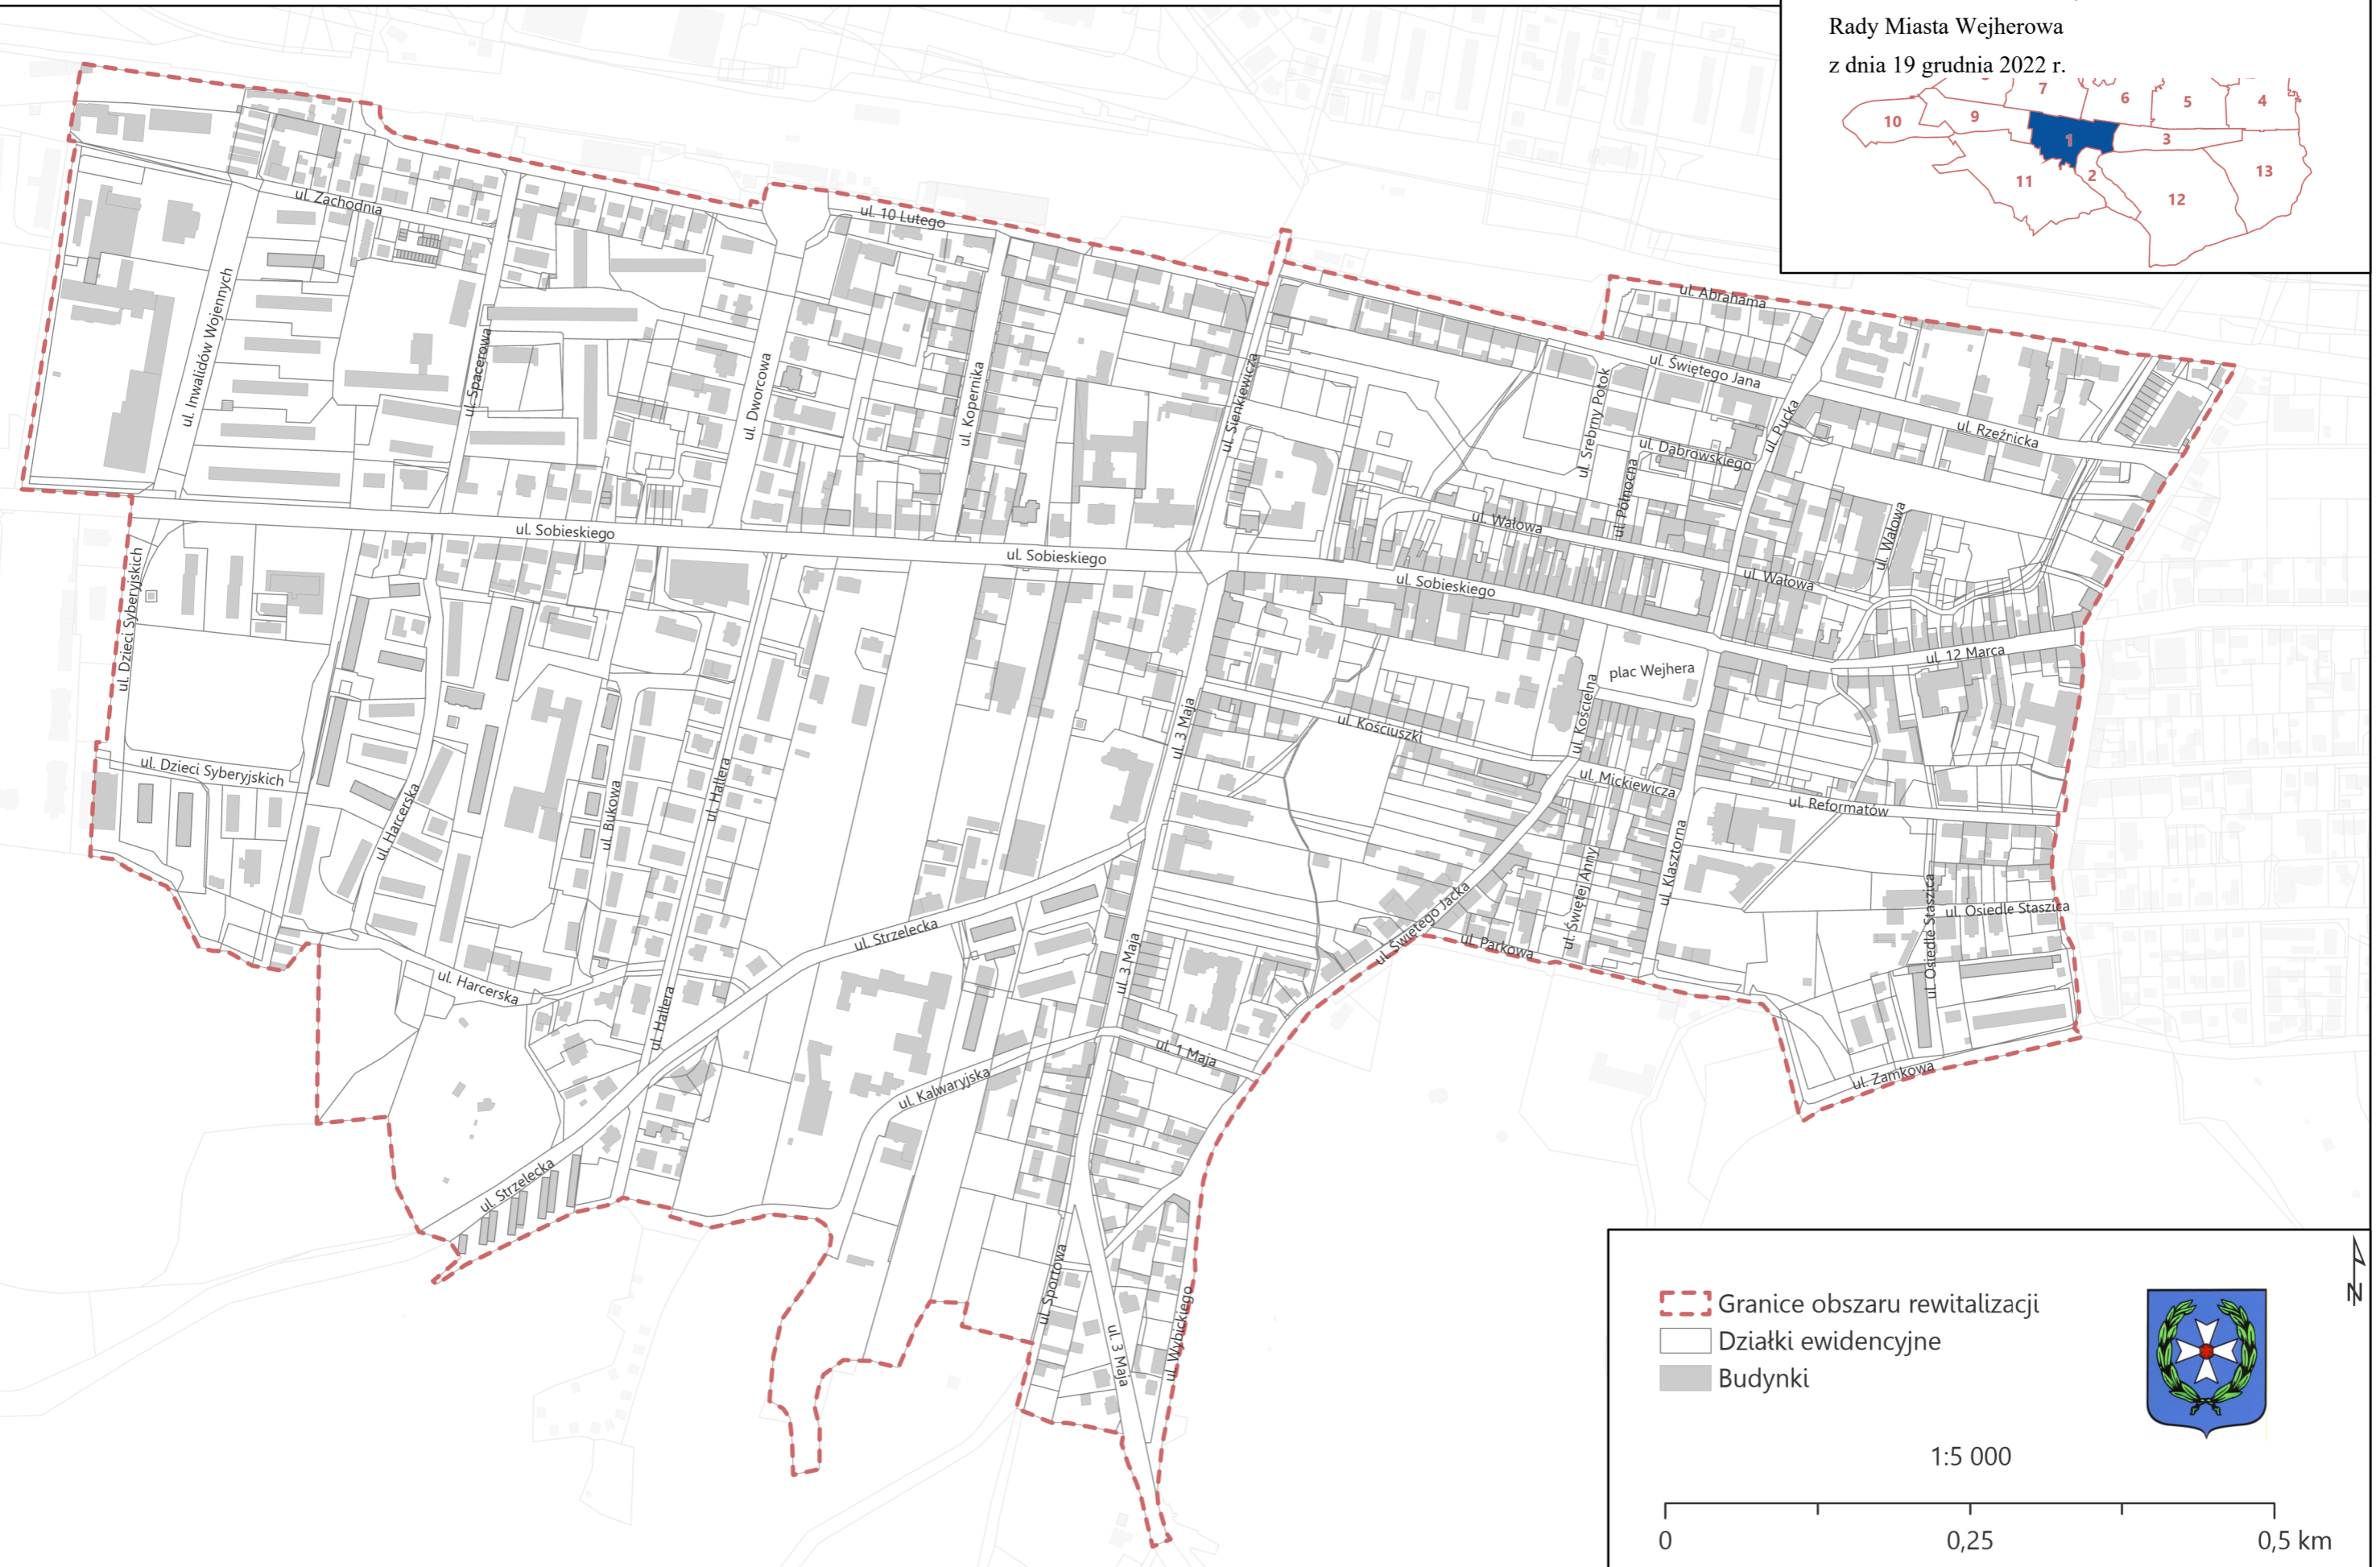 Rady Miasta Wejherowa
z dnia 19 grudnia 2022 r.
7
6
5
4
10
9
1
3
11
2
13
12
ul. Zachodnia
ul. 10 Lutego
ul. Abrahama
ul. Inwalidów Wojennych
ul. Spacerowa
ul. Dworcowa
ul. Kopernika
ul. Sienkiewicza
ul. Świętego Jana
ul. Srebrny Potok
ul. Pucka
ul. Rzeźnicka
ul. Dąbrowskiego
ul. Północna
ul. Sobieskiego
ul. Sobieskiego
ul. Wałowa
ul. Wałowa
ul. Sobieskiego
ul. Wałowa
ul. Dzieci Syberyjskich
plac Wejhera
ul. 12 Marca
ul. Kościelna
ul. 3 Maja
ul. Kościuszki
ul. Dzieci Syberyjskich
ul. Hallera
ul. Mickiewicza
ul. Bukowa
ul. Harcerska
ul. Reformatów
ul. Klasztorna
ul. Świętej Anny
ul. Świętego Jacka
ul. Osiedle Staszica
ul. Osiedle Staszica
ul. Strzelecka
ul. Parkowa
ul. 3 Maja
ul. Harcerska
ul. Hallera
ul. 1 Maja
ul. Kalwaryjska
ul. Zamkowa
ul. Strzelecka
ul. Sportowa
ul. 3 Maja
ul. Wybickiego
N
Granice obszaru rewitalizacji
Działki ewidencyjne
Budynki
1:5 000
0
0,25
0,5 km